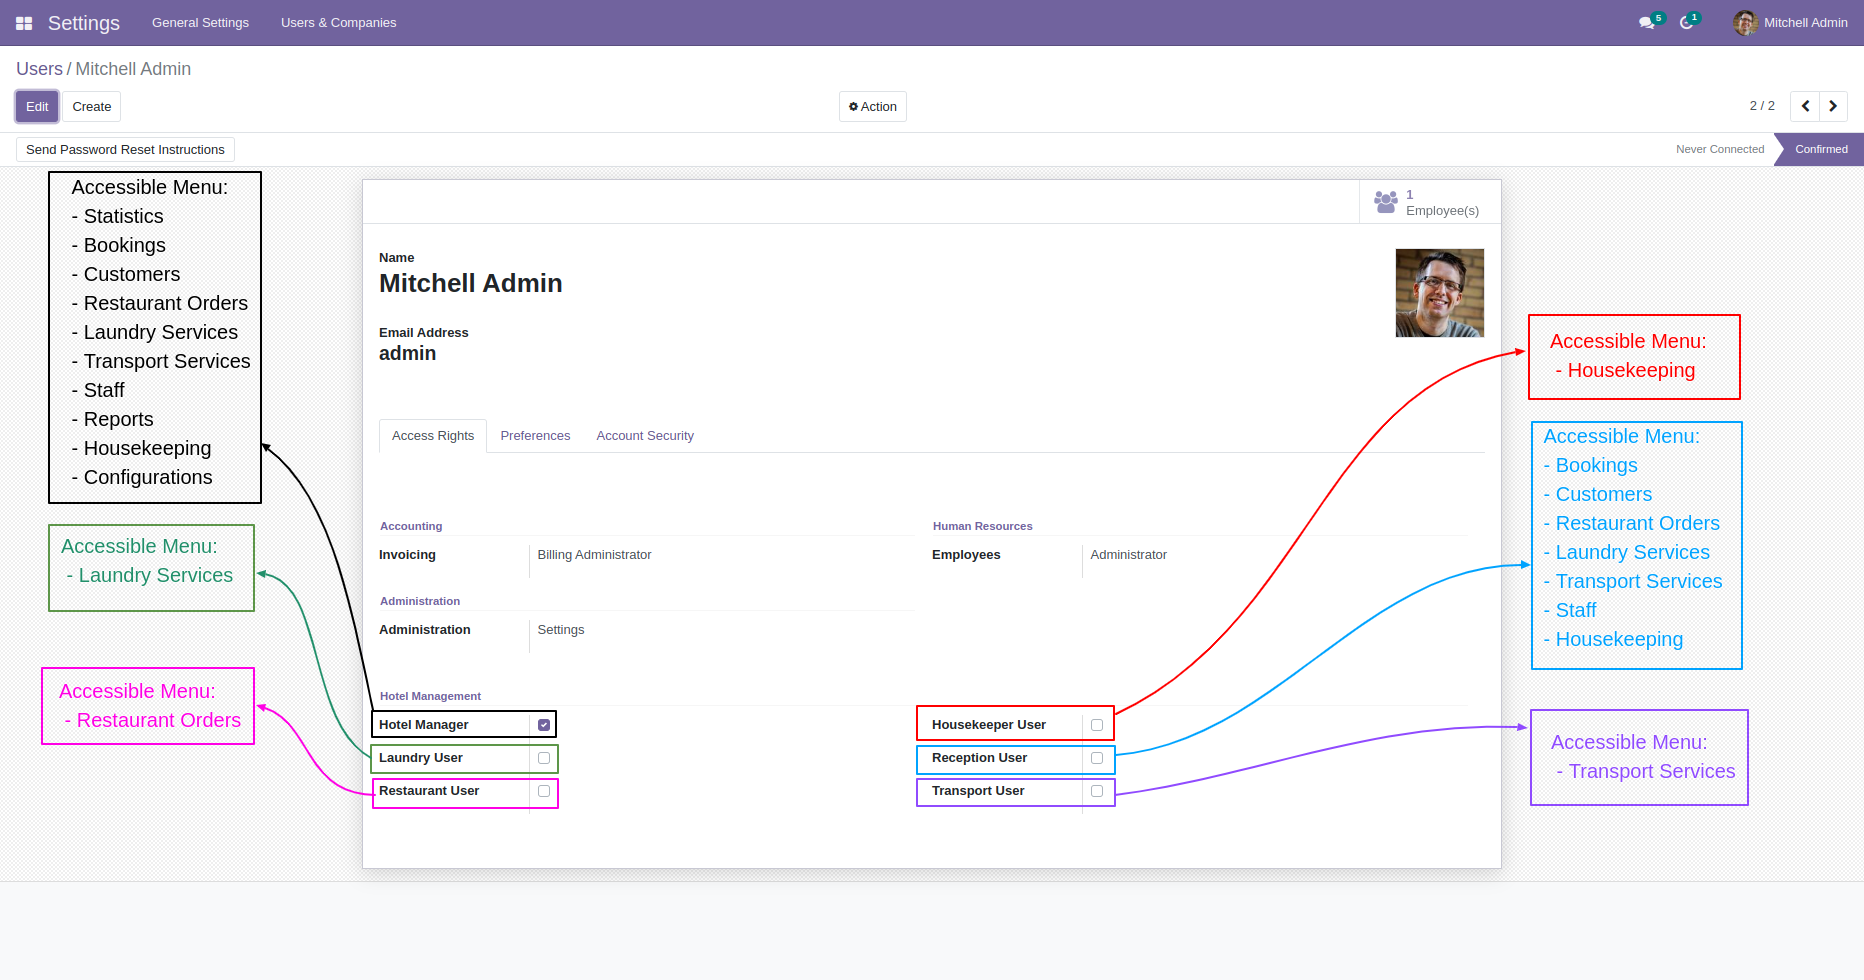 Settings General Settings Users & Companies 5 1 Mitchell Admin
Users / Mitchell Admin
Edit Create Action 2 / 2
Send Password Reset Instructions Never Connected Confirmed
Accessible Menu:
- Statistics
- Bookings
- Customers
- Restaurant Orders
- Laundry Services
- Transport Services
- Staff
- Reports
- Housekeeping
- Configurations
Accessible Menu:
- Laundry Services
Accessible Menu:
- Restaurant Orders
1
Employee(s)
Name
Mitchell Admin
Email Address
admin
Access Rights Preferences Account Security
Accounting Human Resources
Invoicing Billing Administrator Employees Administrator
Administration
Administration Settings
Hotel Management
Hotel Manager Housekeeper User
Laundry User Reception User
Restaurant User Transport User
Accessible Menu:
- Housekeeping
Accessible Menu:
- Bookings
- Customers
- Restaurant Orders
- Laundry Services
- Transport Services
- Staff
- Housekeeping
Accessible Menu:
- Transport Services